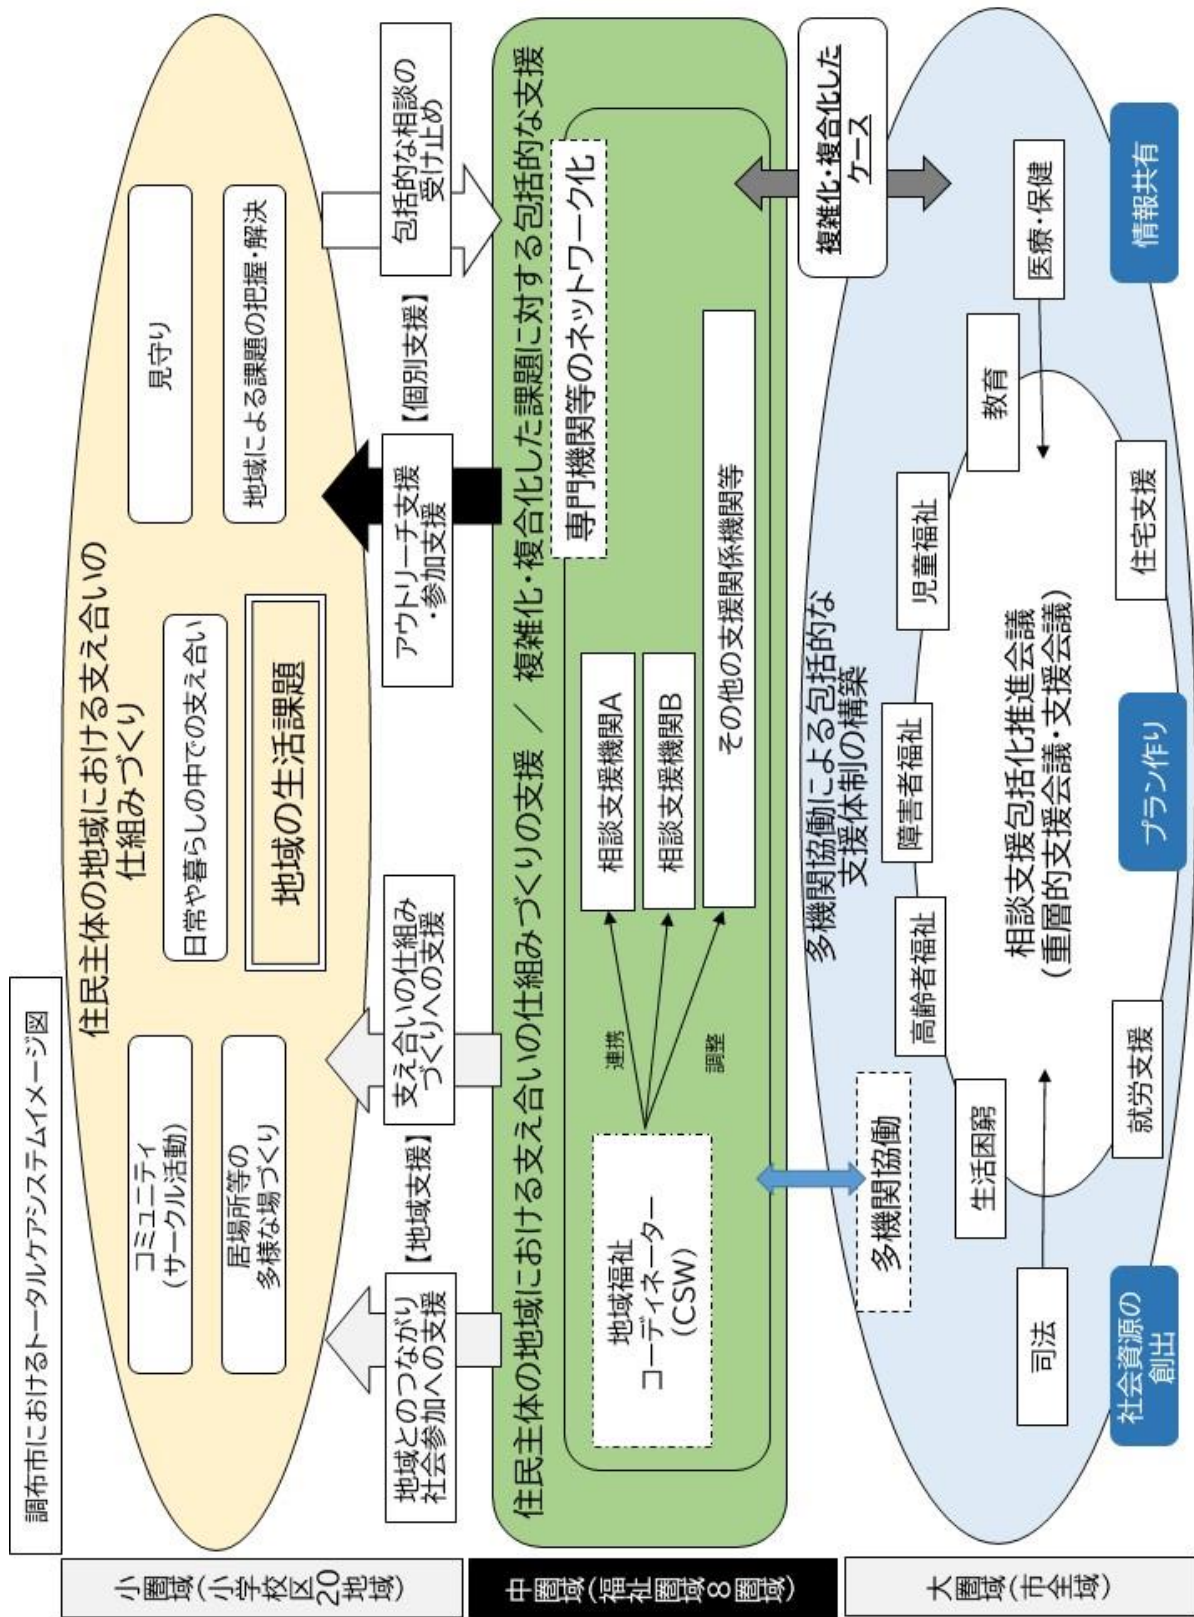 調布市におけるトータルケアシステムイメージ図
小圏域(小学校区20地域)
住民主体の地域における支え合いの
仕組みづくり
コミュニティ
(サークル活動)
居場所等の
多様な場づくり
日常や暮らしの中での支え合い
地域の生活課題
見守り
地域による課題の把握・解決
地域とのつながり
社会参加への支援
【地域支援】
支え合いの仕組み
づくりへの支援
アウトリーチ支援
・参加支援
【個別支援】
包括的な相談の
受け止め
中圏域(福祉圏域8圏域)
住民主体の地域における支え合いの仕組みづくりの支援 / 複雑化・複合化した課題に対する包括的な支援
地域福祉
コーディネーター
(CSW)
連携
調整
相談支援機関A
相談支援機関B
その他の支援関係機関等
専門機関等のネットワーク化
複雑化・複合化した
ケース
大圏域(市全域)
多機関協働による包括的な
支援体制の構築
多機関協働
司法
生活困窮
高齢者福祉
障害者福祉
児童福祉
教育
医療・保健
相談支援包括化推進会議
(重層的支援会議・支援会議)
就労支援
住宅支援
社会資源の
創出
プラン作り
情報共有